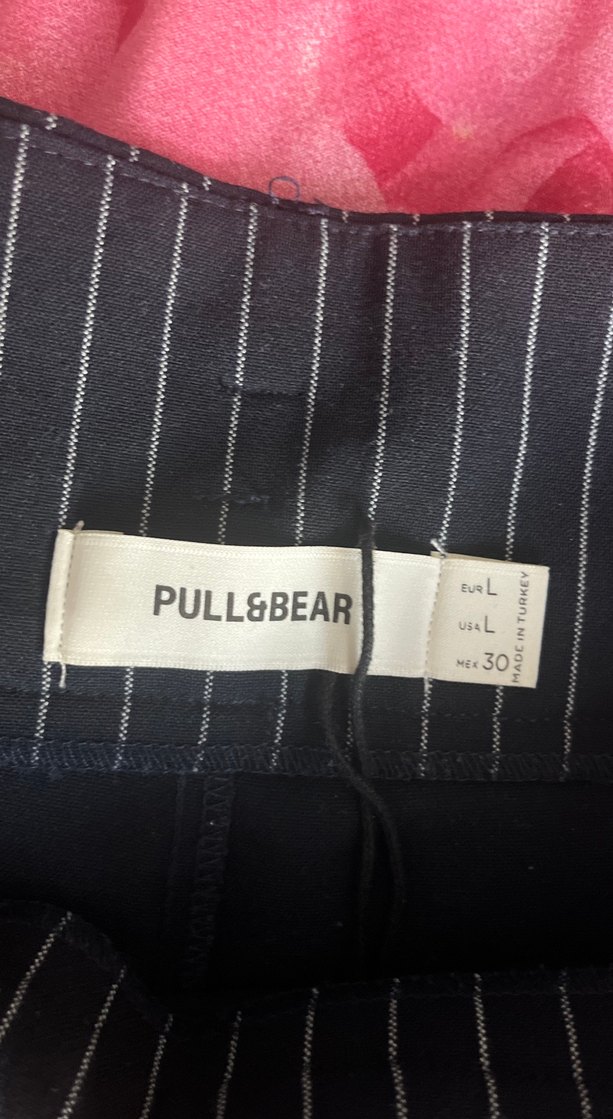 PULL&BEAR
EUR L
USA L
MEX 30
MADE IN TURKEY